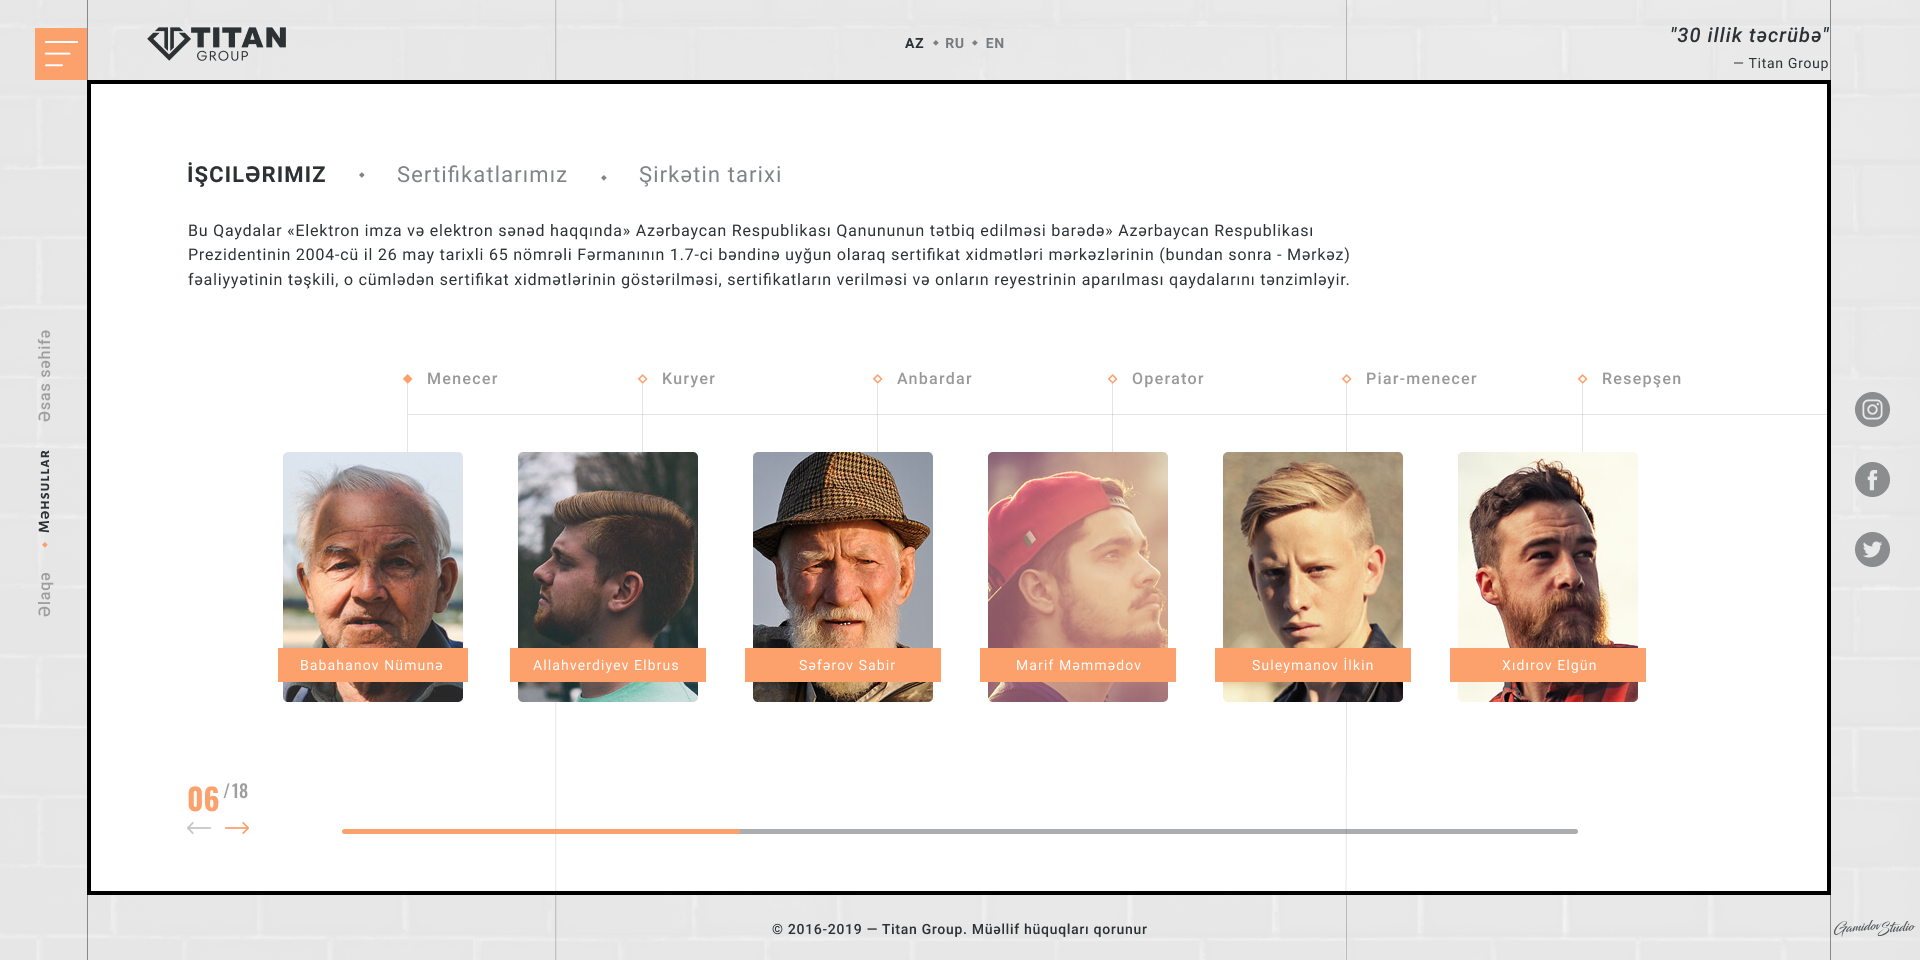 TITAN
GROUP
AZ RU EN
"30 illik təcrübə"
— Titan Group
İŞCILƏRIMIZ Sertifikatlarımız Şirkətin tarixi
Bu Qaydalar «Elektron imza və elektron sənəd haqqında» Azərbaycan Respublikası Qanununun tətbiq edilməsi barədə» Azərbaycan Respublikası
Prezidentinin 2004-cü il 26 may tarixli 65 nömrəli Fərmanının 1.7-ci bəndinə uyğun olaraq sertifikat xidmətləri mərkəzlərinin (bundan sonra - Mərkəz)
fəaliyyətinin təşkili, o cümlədən sertifikat xidmətlərinin göstərilməsi, sertifikatların verilməsi və onların reyestrinin aparılması qaydalarını tənzimləyir.
Əsas səhifə
Məhsullar
Əlaqə
Menecer
Kuryer
Anbardar
Operator
Piar-menecer
Resepşen
Babahanov Nümunə
Allahverdiyev Elbrus
Səfərov Sabir
Marif Məmmədov
Suleymanov İlkin
Xıdırov Elgün
06 /18
© 2016-2019 — Titan Group. Müəllif hüquqları qorunur
Gamidov Studio